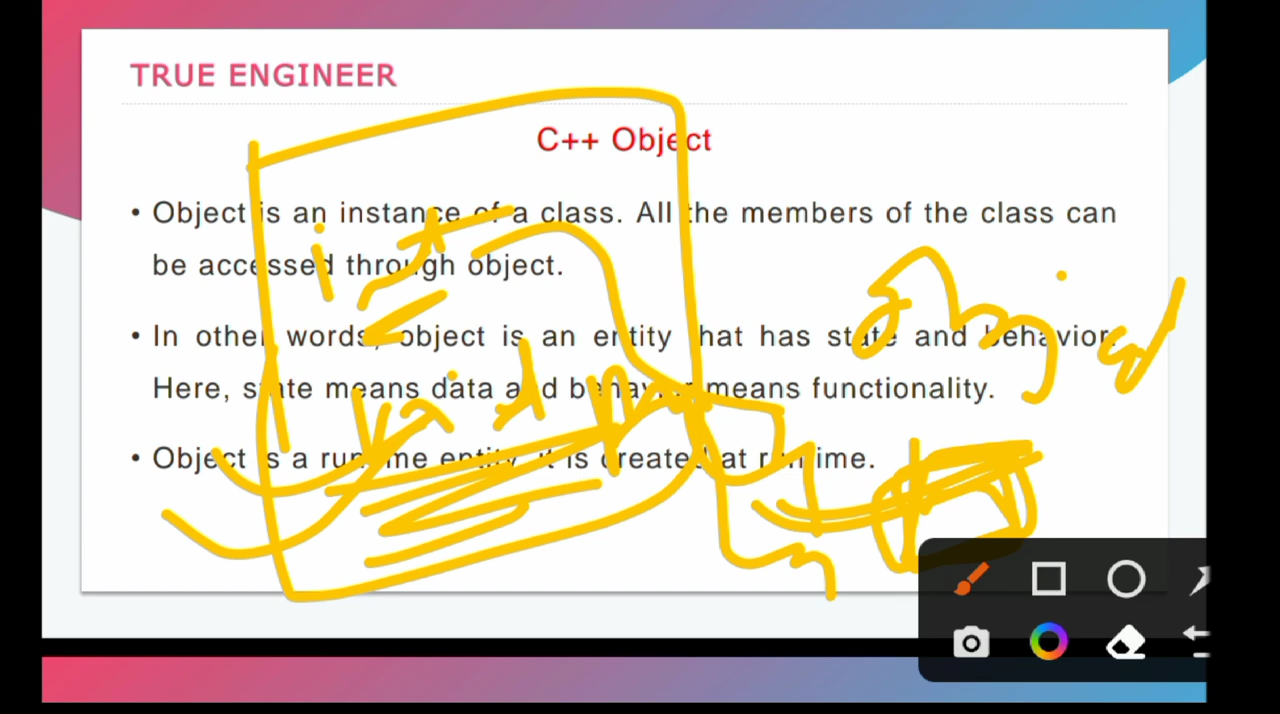 TRUE ENGINEER
C++ Object
• Object is an instance of a class. All the members of the class can
be accessed through object.
• In other words, object is an entity that has state and behavior.
Here, state means data and behavior means functionality.
• Object is a runtime entity, it is created at runtime.
int
void